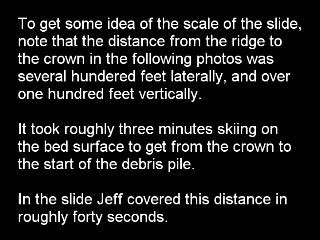 To get some idea of the scale of the slide,
note that the distance from the ridge to
the crown in the following photos was
several hundered feet laterally, and over
one hundred feet vertically.
It took roughly three minutes skiing on
the bed surface to get from the crown to
the start of the debris pile.
In the slide Jeff covered this distance in
roughly forty seconds.